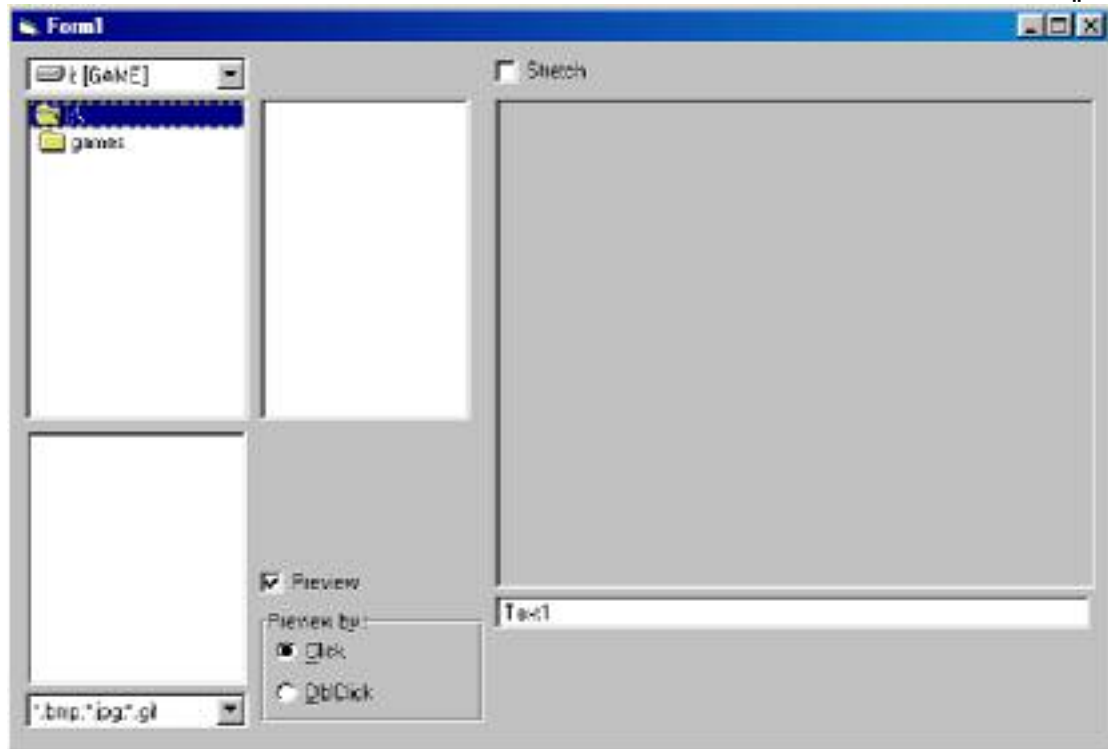 Form1
[GAME]
Stretch
games
Preview
Preview by:
Click
DblClick
Text1
*.bmp;*.jpg;*.gif